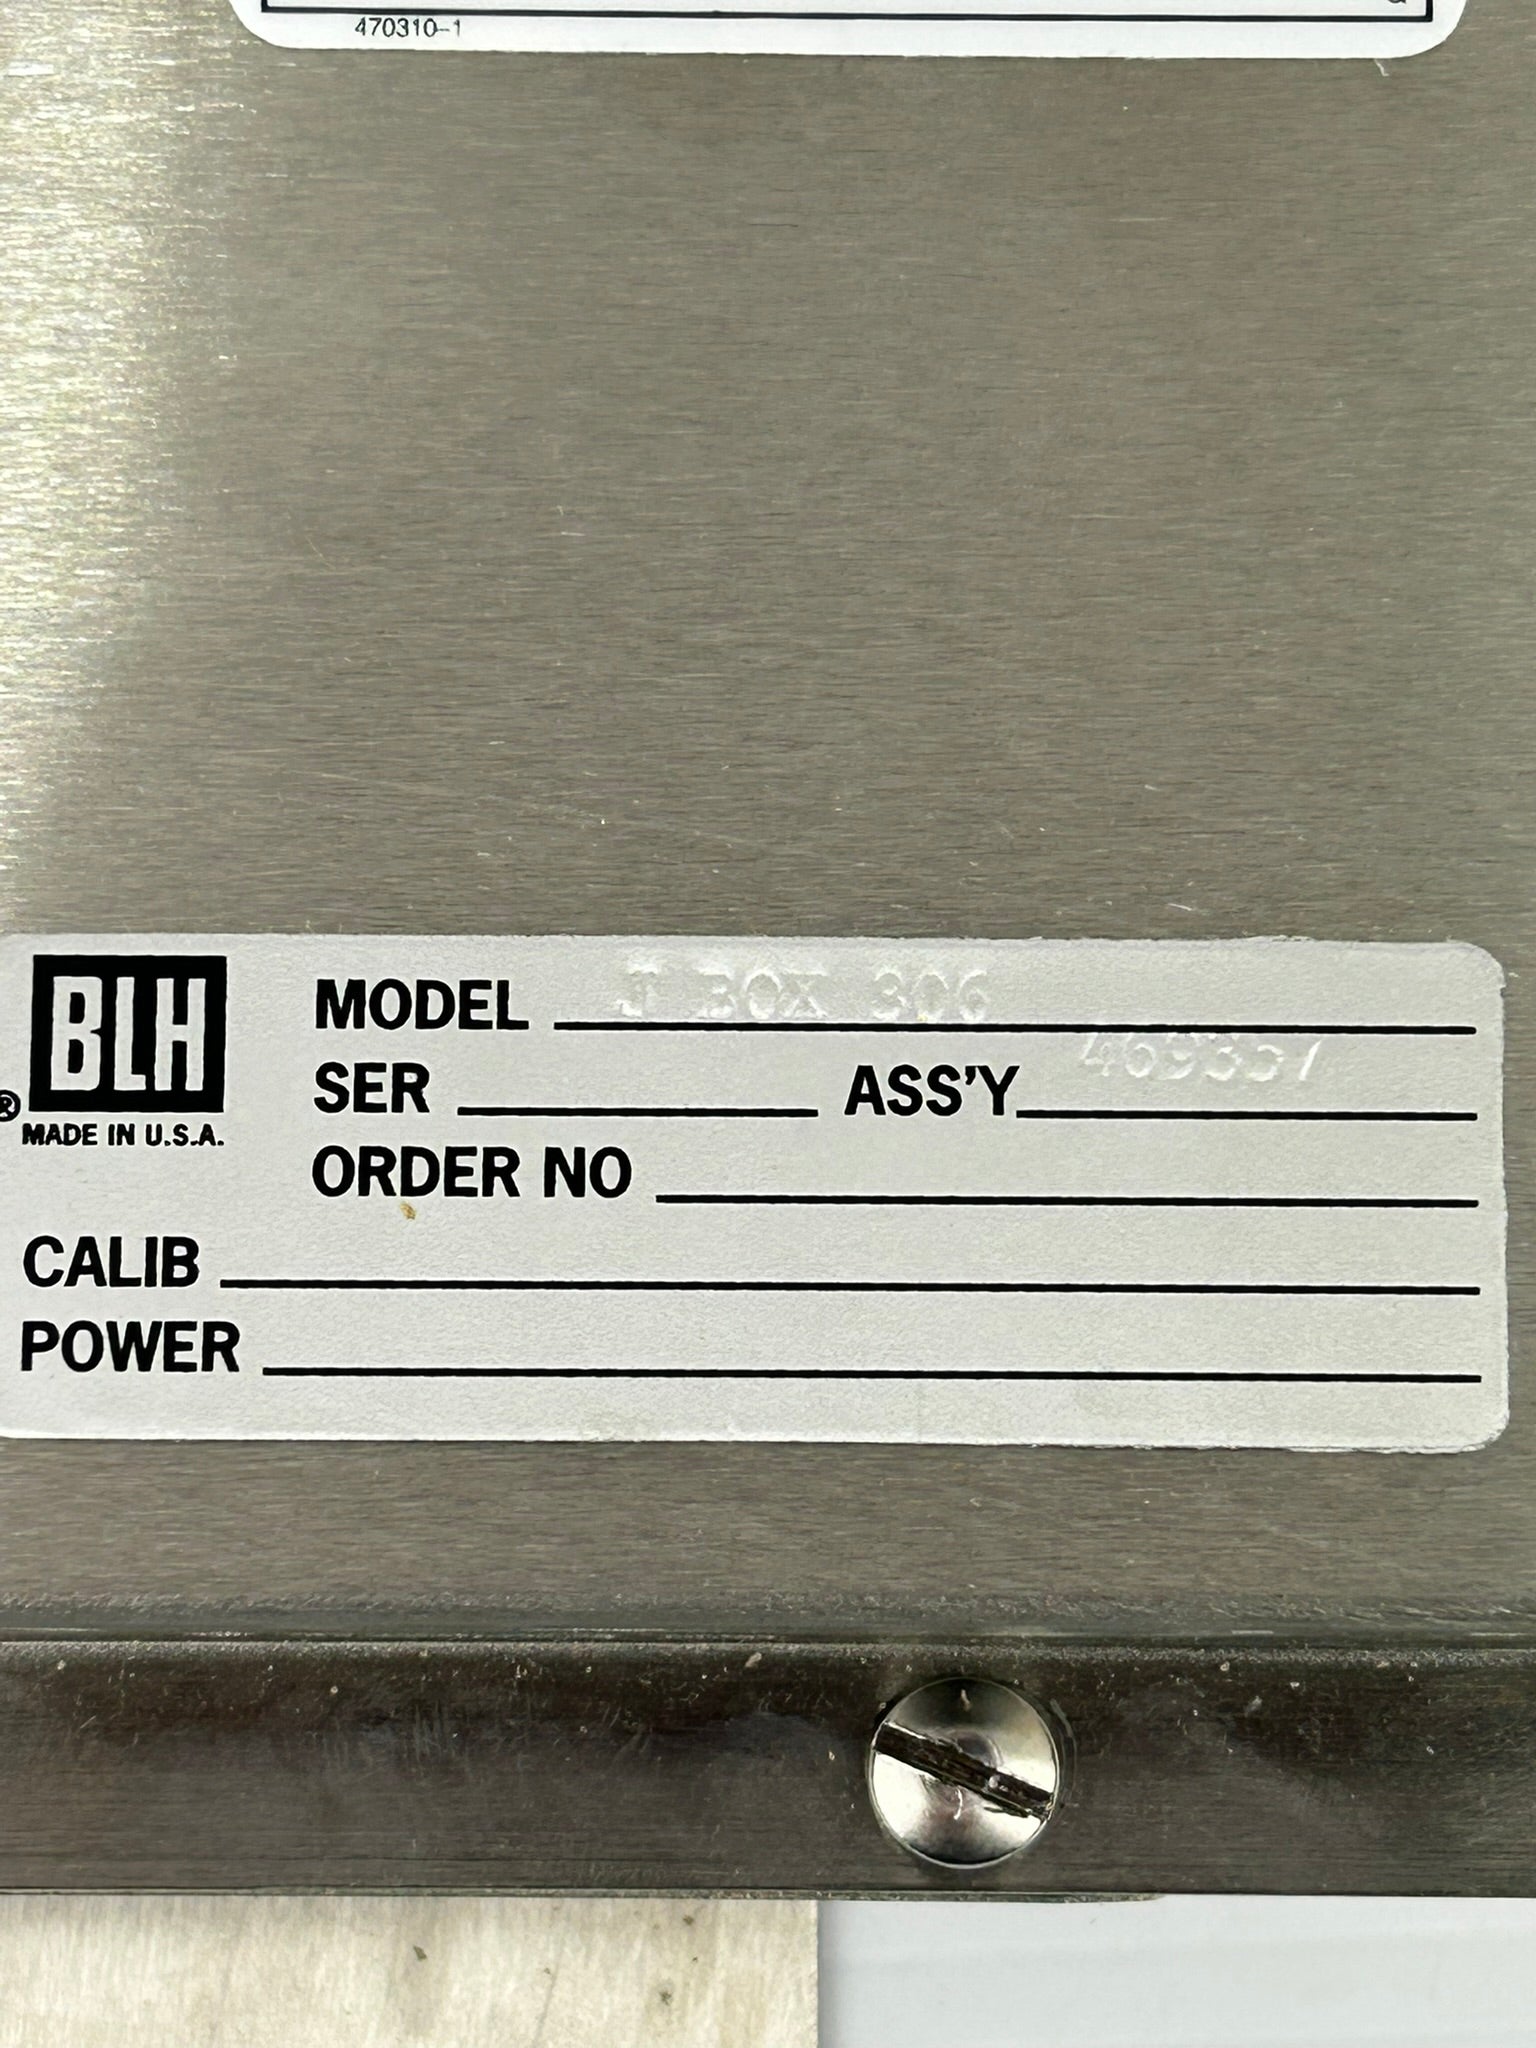 470310-1
BLH
®
MADE IN U.S.A.
MODEL J BOX 306
SER ASS'Y
ORDER NO
CALIB
POWER